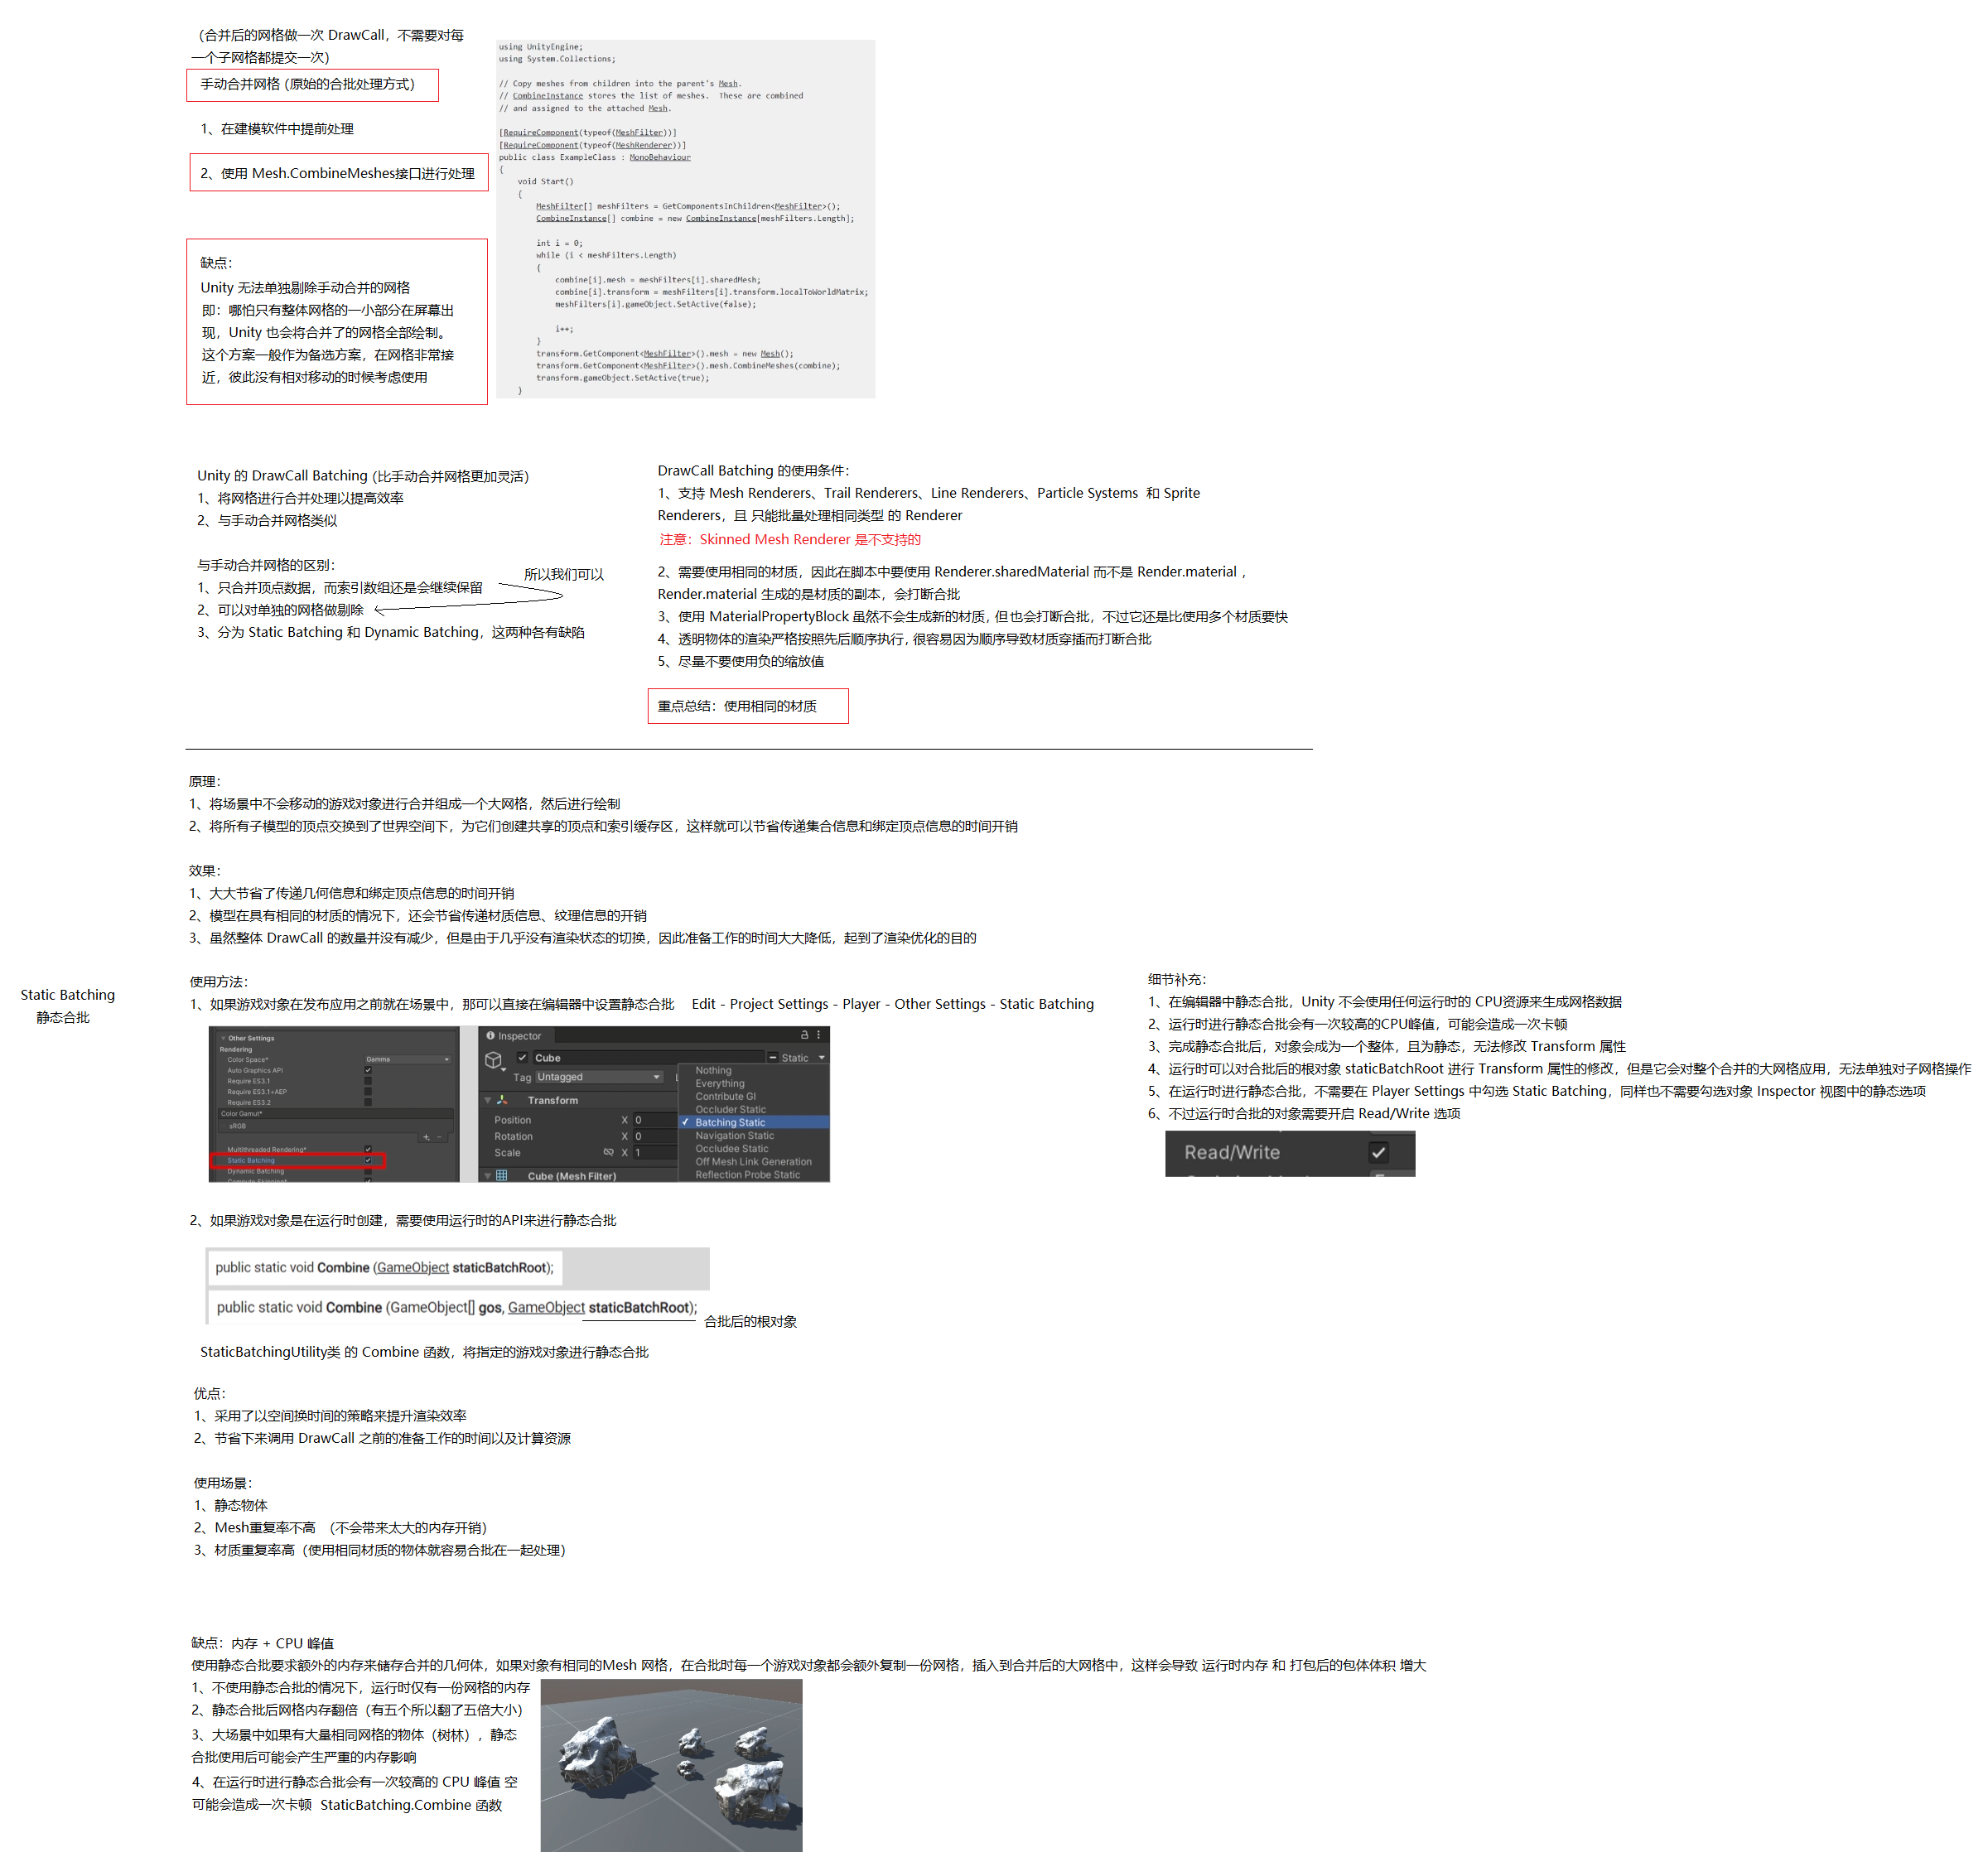 （合并后的网格做一次 DrawCall，不需要对每
一个子网格都提交一次）
手动合并网格 (原始的合批处理方式）
1、在建模软件中提前处理
2、使用 Mesh.CombineMeshes接口进行处理
缺点：
Unity 无法单独剔除手动合并的网格
即：哪怕只有整体网格的一小部分在屏幕出
现，Unity 也会将合并了的网格全部绘制。
这个方案一般作为备选方案，在网格非常接
近，彼此没有相对移动的时候考虑使用
using UnityEngine;
using System.Collections;
// Copy meshes from children into the parent's Mesh.
// CombineInstance stores the list of meshes.  These are combined
// and assigned to the attached Mesh.
[RequireComponent(typeof(MeshFilter))]
[RequireComponent(typeof(MeshRenderer))]
public class ExampleClass : MonoBehaviour
{
void Start()
{
MeshFilter[] meshFilters = GetComponentsInChildren<MeshFilter>();
CombineInstance[] combine = new CombineInstance[meshFilters.Length];
int i = 0;
while (i < meshFilters.Length)
{
combine[i].mesh = meshFilters[i].sharedMesh;
combine[i].transform = meshFilters[i].transform.localToWorldMatrix;
meshFilters[i].gameObject.SetActive(false);
i++;
}
transform.GetComponent<MeshFilter>().mesh = new Mesh();
transform.GetComponent<MeshFilter>().mesh.CombineMeshes(combine);
transform.gameObject.SetActive(true);
}
Unity 的 DrawCall Batching (比手动合并网格更加灵活)
1、将网格进行合并处理以提高效率
2、与手动合并网格类似
与手动合并网格的区别：
1、只合并顶点数据，而索引数组还是会继续保留
所以我们可以
2、可以对单独的网格做剔除
3、分为 Static Batching 和 Dynamic Batching，这两种各有缺陷
DrawCall Batching 的使用条件：
1、支持 Mesh Renderers、Trail Renderers、Line Renderers、Particle Systems  和 Sprite
Renderers，且 只能批量处理相同类型 的 Renderer
注意：Skinned Mesh Renderer 是不支持的
2、需要使用相同的材质，因此在脚本中要使用 Renderer.sharedMaterial 而不是 Render.material ，
Render.material 生成的是材质的副本，会打断合批
3、使用 MaterialPropertyBlock 虽然不会生成新的材质, 但也会打断合批，不过它还是比使用多个材质要快
4、透明物体的渲染严格按照先后顺序执行, 很容易因为顺序导致材质穿插而打断合批
5、尽量不要使用负的缩放值
重点总结：使用相同的材质
原理：
1、将场景中不会移动的游戏对象进行合并组成一个大网格，然后进行绘制
2、将所有子模型的顶点交换到了世界空间下，为它们创建共享的顶点和索引缓存区，这样就可以节省传递集合信息和绑定顶点信息的时间开销
效果：
1、大大节省了传递几何信息和绑定顶点信息的时间开销
2、模型在具有相同的材质的情况下，还会节省传递材质信息、纹理信息的开销
3、虽然整体 DrawCall 的数量并没有减少，但是由于几乎没有渲染状态的切换，因此准备工作的时间大大降低，起到了渲染优化的目的
Static Batching
静态合批
使用方法：
1、如果游戏对象在发布应用之前就在场景中，那可以直接在编辑器中设置静态合批    Edit - Project Settings - Player - Other Settings - Static Batching
Other Settings
Rendering
Color Space*
Gamma
Auto Graphics API
Require ES3.1
Require ES3.1+AEP
Require ES3.2
Color Gamut*
sRGB
Multithreaded Rendering*
Static Batching
Dynamic Batching
Compute Skinning*
Inspector
Cube
Static
Tag Untagged
Transform
Position X 0
Rotation X 0
Scale X 1
Cube (Mesh Filter)
Nothing
Everything
Contribute GI
Occluder Static
Batching Static
Navigation Static
Occludee Static
Off Mesh Link Generation
Reflection Probe Static
细节补充：
1、在编辑器中静态合批，Unity 不会使用任何运行时的 CPU资源来生成网格数据
2、运行时进行静态合批会有一次较高的CPU峰值，可能会造成一次卡顿
3、完成静态合批后，对象会成为一个整体，且为静态，无法修改 Transform 属性
4、运行时可以对合批后的根对象 staticBatchRoot 进行 Transform 属性的修改，但是它会对整个合并的大网格应用，无法单独对子网格操作
5、在运行时进行静态合批，不需要在 Player Settings 中勾选 Static Batching，同样也不需要勾选对象 Inspector 视图中的静态选项
6、不过运行时合批的对象需要开启 Read/Write 选项
Read/Write
2、如果游戏对象是在运行时创建，需要使用运行时的API来进行静态合批
public static void Combine (GameObject staticBatchRoot);
public static void Combine (GameObject[] gos, GameObject staticBatchRoot);
合批后的根对象
StaticBatchingUtility类 的 Combine 函数，将指定的游戏对象进行静态合批
优点：
1、采用了以空间换时间的策略来提升渲染效率
2、节省下来调用 DrawCall 之前的准备工作的时间以及计算资源
使用场景：
1、静态物体
2、Mesh重复率不高  （不会带来太大的内存开销）
3、材质重复率高（使用相同材质的物体就容易合批在一起处理）
缺点：内存 + CPU 峰值
使用静态合批要求额外的内存来储存合并的几何体，如果对象有相同的Mesh 网格，在合批时每一个游戏对象都会额外复制一份网格，插入到合并后的大网格中，这样会导致 运行时内存 和 打包后的包体体积 增大
1、不使用静态合批的情况下，运行时仅有一份网格的内存
2、静态合批后网格内存翻倍（有五个所以翻了五倍大小）
3、大场景中如果有大量相同网格的物体（树林），静态
合批使用后可能会产生严重的内存影响
4、在运行时进行静态合批会有一次较高的 CPU 峰值 空
可能会造成一次卡顿  StaticBatching.Combine 函数